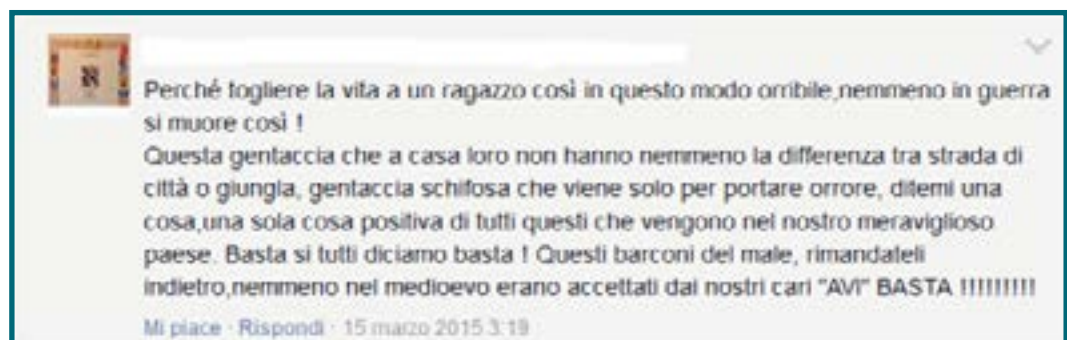 Perché togliere la vita a un ragazzo così in questo modo orribile,nemmeno in guerra
si muore così !
Questa gentaccia che a casa loro non hanno nemmeno la differenza tra strada di
città o giungla, gentaccia schifosa che viene solo per portare orrore, ditemi una
cosa,una sola cosa positiva di tutti questi che vengono nel nostro meraviglioso
paese. Basta si tutti diciamo basta ! Questi barconi del male, rimandateli
indietro,nemmeno nel medioevo erano accettati dai nostri cari "AVI" BASTA !!!!!!!!!
Mi piace · Rispondi · 15 marzo 2015 3:19